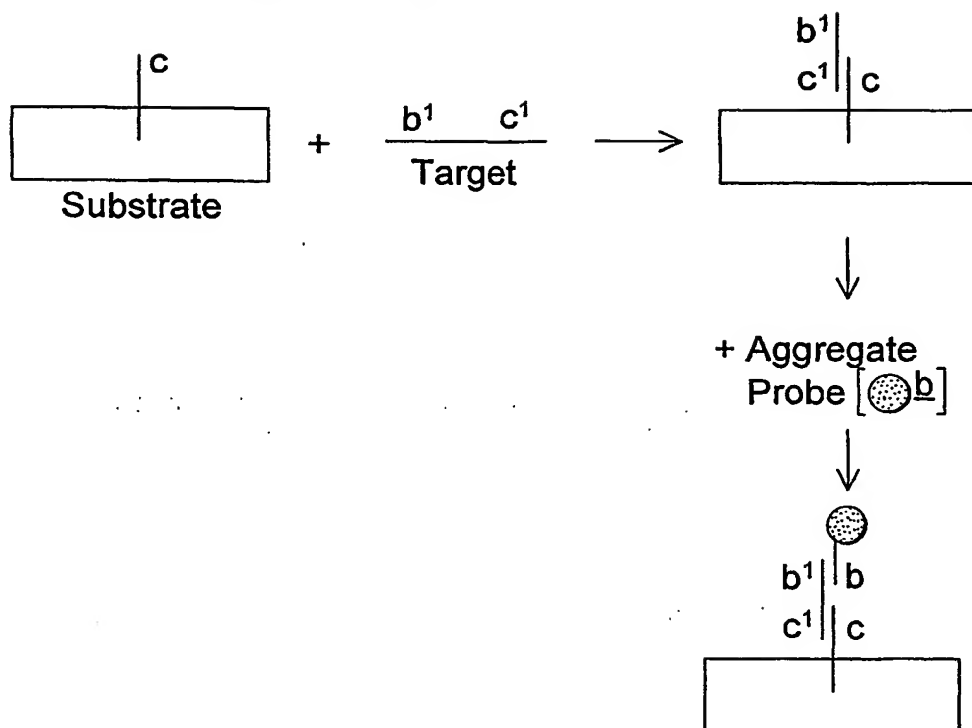 c
Substrate
+
b¹ c¹
Target
b¹
c¹ c
+ Aggregate
Probe [ b ]
b¹ b
c¹ c